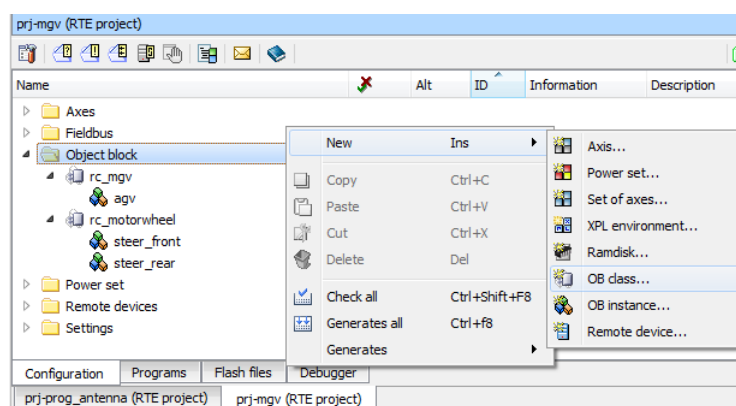 prj-mgv (RTE project)
Name Alt ID Information Description
Axes
Fieldbus
Object block
rc_mgv
agv
rc_motorwheel
steer_front
steer_rear
Power set
Remote devices
Settings
New Ins
Copy Ctrl+C
Paste Ctrl+V
Cut Ctrl+X
Delete Del
Check all Ctrl+Shift+F8
Generates all Ctrl+f8
Generates
Axis...
Power set...
Set of axes...
XPL environment...
Ramdisk...
OB class...
OB instance...
Remote device...
Configuration Programs Flash files Debugger
prj-prog_antenna (RTE project) prj-mgv (RTE project)